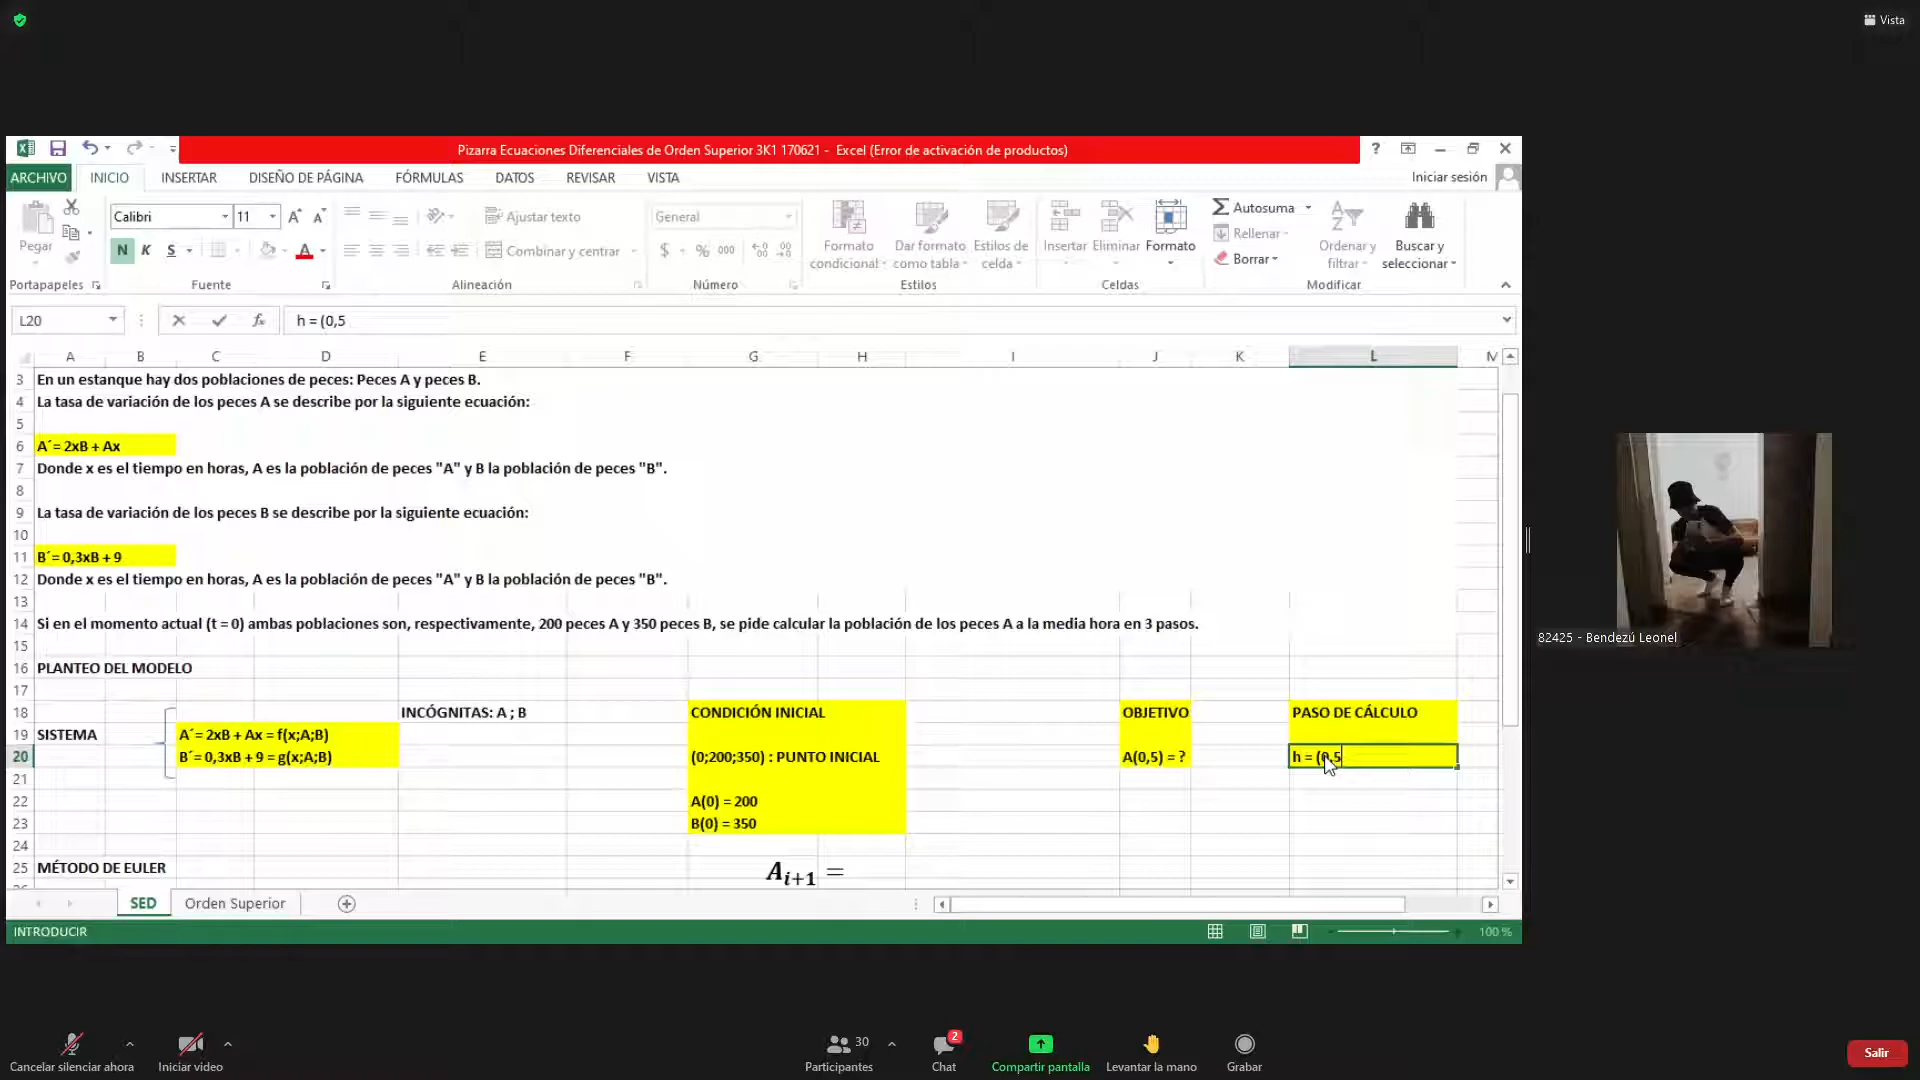 Vista
Pizarra Ecuaciones Diferenciales de Orden Superior 3K1 170621 - Excel (Error de activación de productos)
ARCHIVO INICIO INSERTAR DISEÑO DE PÁGINA FÓRMULAS DATOS REVISAR VISTA Iniciar sesión
Calibri 11 Ajustar texto General Autosuma
Pegar N K S Combinar y centrar $ % 000 Formato condicional Dar formato como tabla Estilos de celda Insertar Eliminar Formato Rellenar Borrar Ordenar y filtrar Buscar y seleccionar
Portapapeles Fuente Alineación Número Estilos Celdas Modificar
L20 fx h = (0,5
A B C D E F G H I J K L M
3 En un estanque hay dos poblaciones de peces: Peces A y peces B.
4 La tasa de variación de los peces A se describe por la siguiente ecuación:
5
6 A´= 2xB + Ax
7 Donde x es el tiempo en horas, A es la población de peces "A" y B la población de peces "B".
8
9 La tasa de variación de los peces B se describe por la siguiente ecuación:
10
11 B´= 0,3xB + 9
12 Donde x es el tiempo en horas, A es la población de peces "A" y B la población de peces "B".
13
14 Si en el momento actual (t = 0) ambas poblaciones son, respectivamente, 200 peces A y 350 peces B, se pide calcular la población de los peces A a la media hora en 3 pasos.
15
16 PLANTEO DEL MODELO
17
18 INCÓGNITAS: A ; B CONDICIÓN INICIAL OBJETIVO PASO DE CÁLCULO
19 SISTEMA A´= 2xB + Ax = f(x;A;B)
20 B´= 0,3xB + 9 = g(x;A;B) (0;200;350) : PUNTO INICIAL A(0,5) = ? h = (0,5
21
22 A(0) = 200
23 B(0) = 350
24
25 MÉTODO DE EULER A_{i+1} =
SED Orden Superior
INTRODUCIR 100 %
82425 - Bendezú Leonel
Cancelar silenciar ahora Iniciar video 30 Participantes 2 Chat Compartir pantalla Levantar la mano Grabar Salir